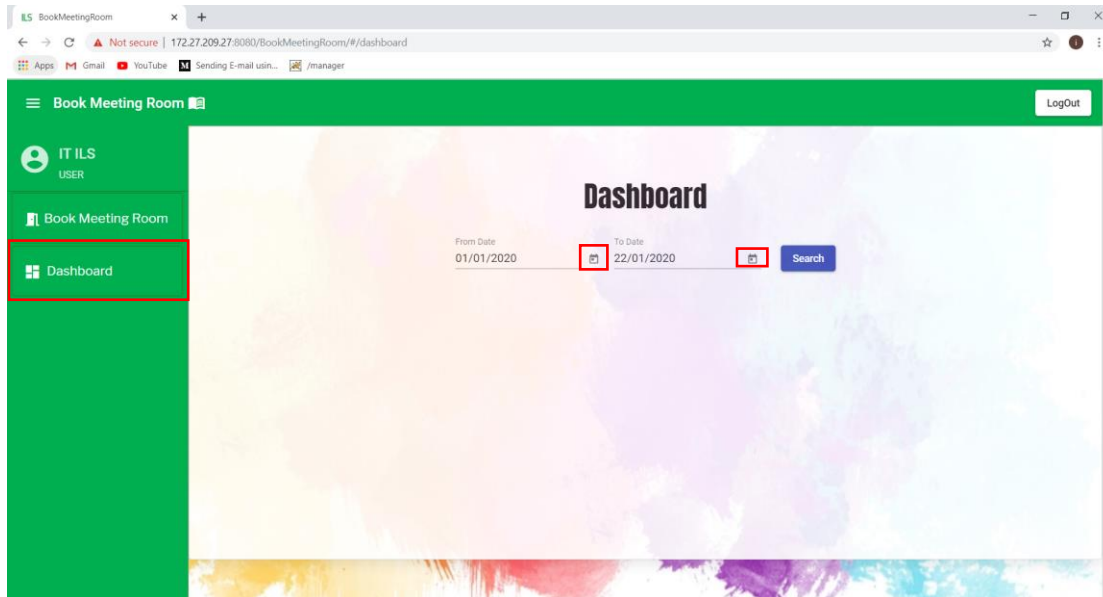 ILS BookMeetingRoom
Not secure | 172.27.209.27:8080/BookMeetingRoom/#/dashboard
Apps Gmail YouTube Sending E-mail usin... /manager
Book Meeting Room LogOut
IT ILS
USER
Book Meeting Room
Dashboard
Dashboard
From Date To Date
01/01/2020 22/01/2020 Search